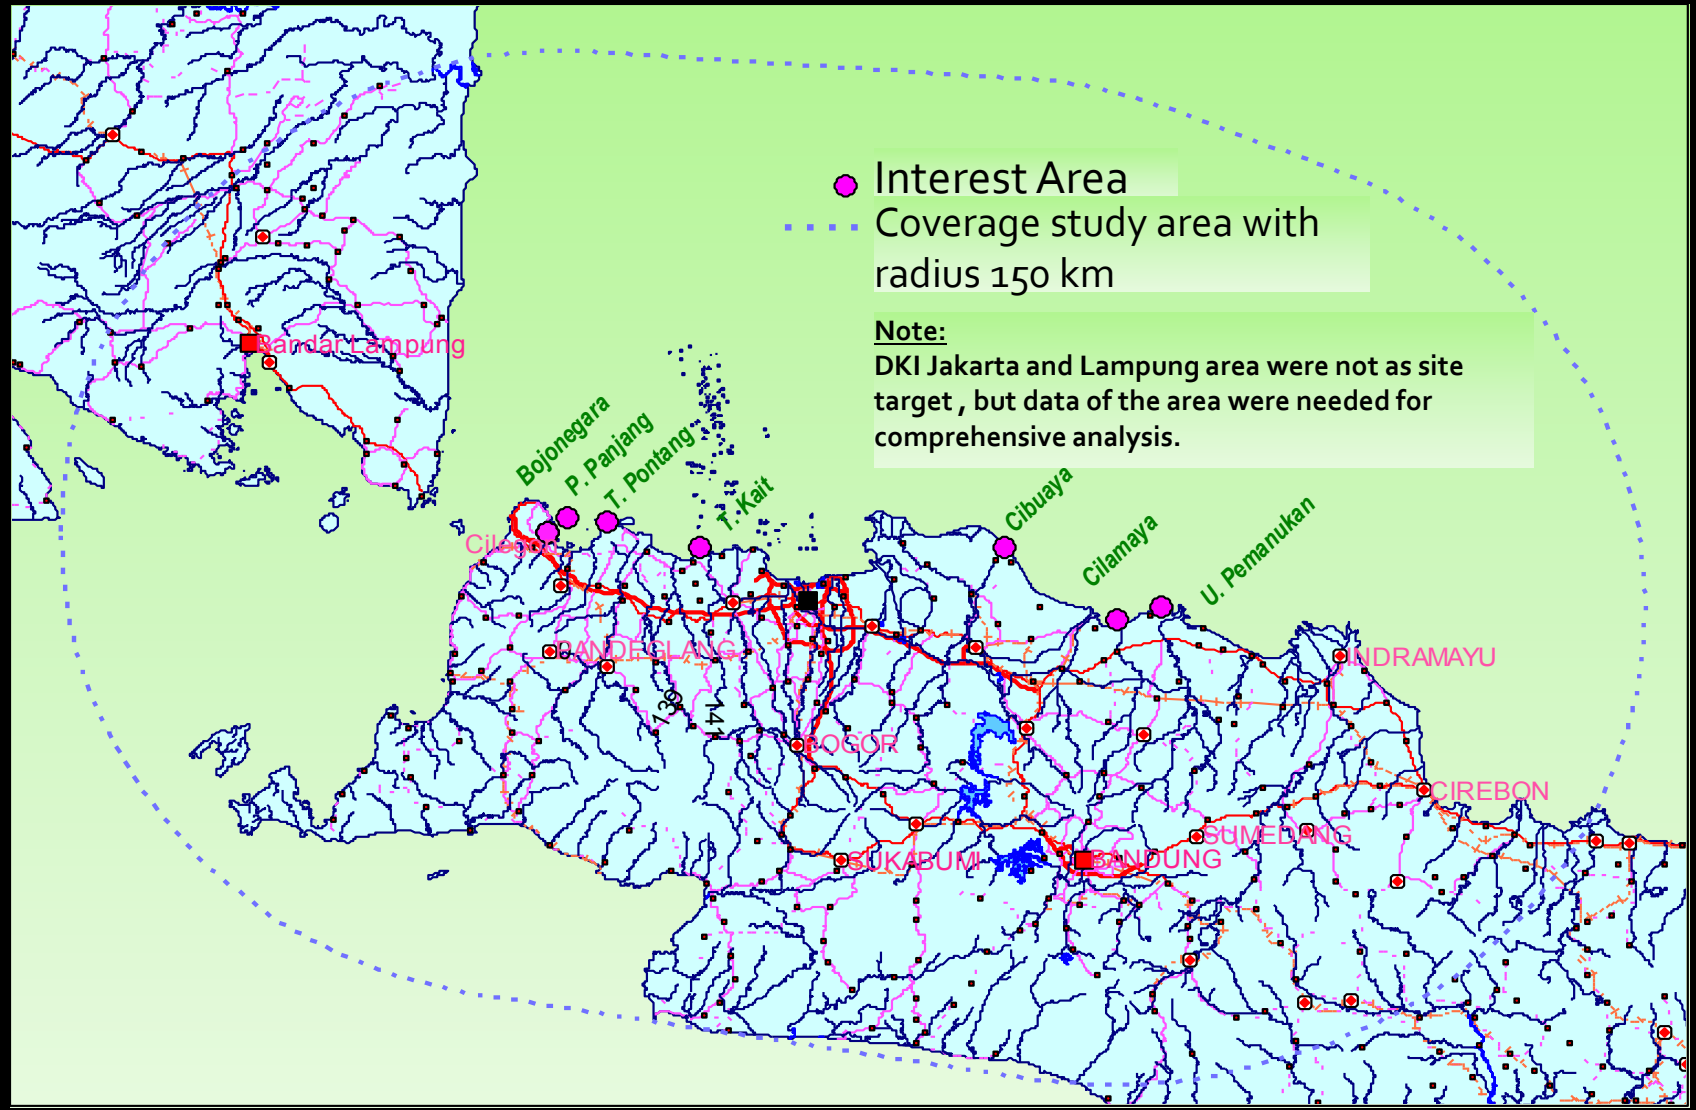 Interest Area
Coverage study area with
radius 150 km
Note:
DKI Jakarta and Lampung area were not as site
target , but data of the area were needed for
comprehensive analysis.
Bandar Lampung
Bojonegara
P. Panjang
T. Pontang
T. Kait
Cibuaya
Cilamaya
U. Pemanukan
Cilegon
PANDEGLANG
INDRAMAYU
139
141
BOGOR
CIREBON
SUMEDANG
SUKABUMI
BANDUNG